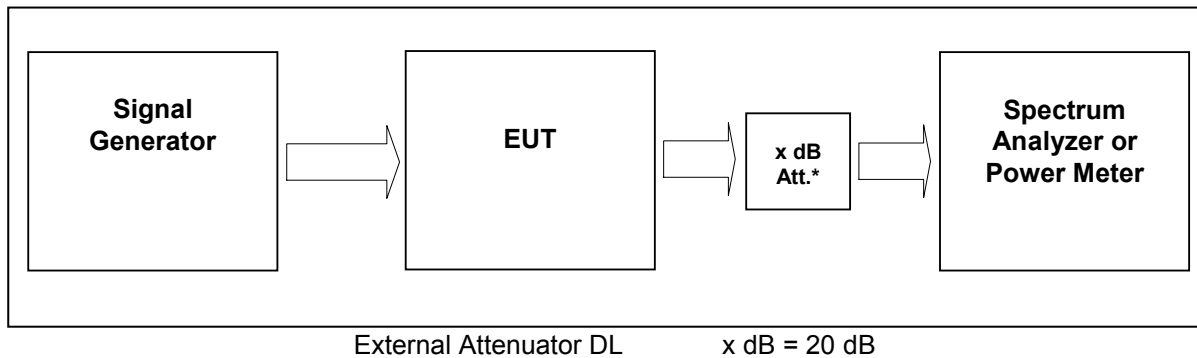 Signal
Generator
EUT
x dB
Att.*
Spectrum
Analyzer or
Power Meter
External Attenuator DL x dB = 20 dB